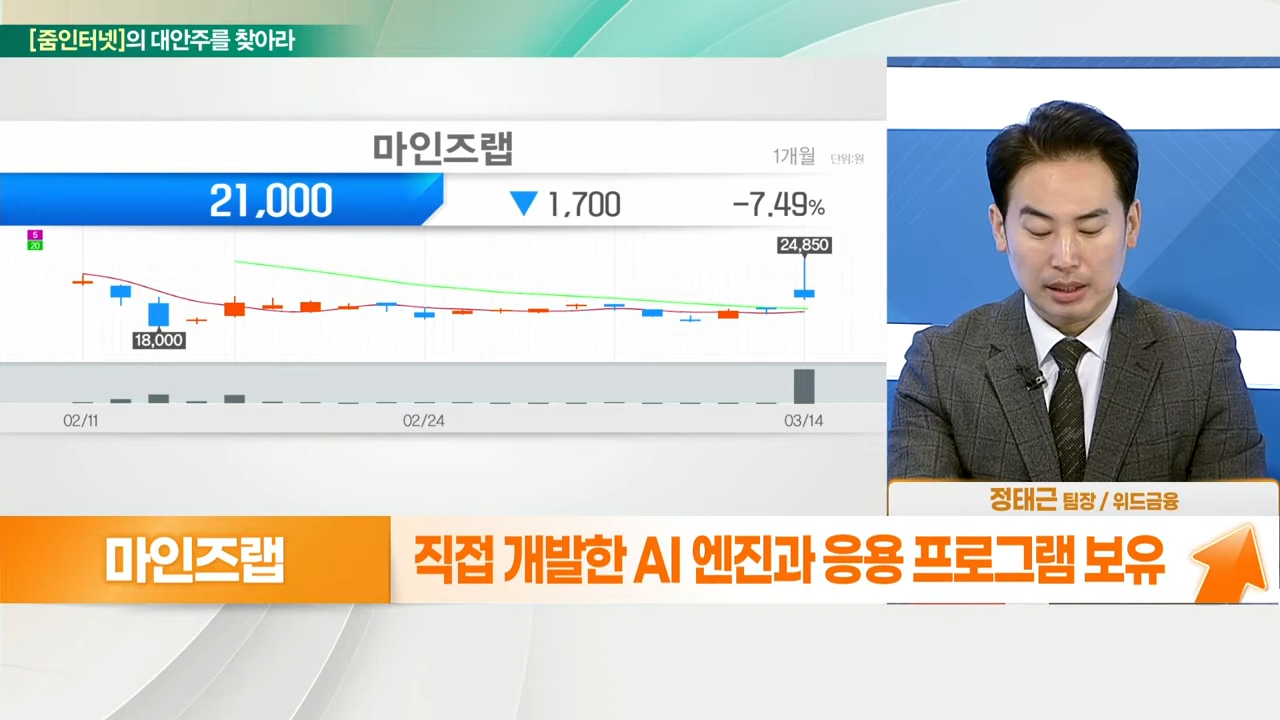 [줌인터넷]의 대안주를 찾아라
마인즈랩
1개월 단위:원
21,000 ▼ 1,700 -7.49%
5
20
24,850
18,000
02/11 02/24 03/14
정태근 팀장 / 위드금융
마인즈랩 직접 개발한 AI 엔진과 응용 프로그램 보유